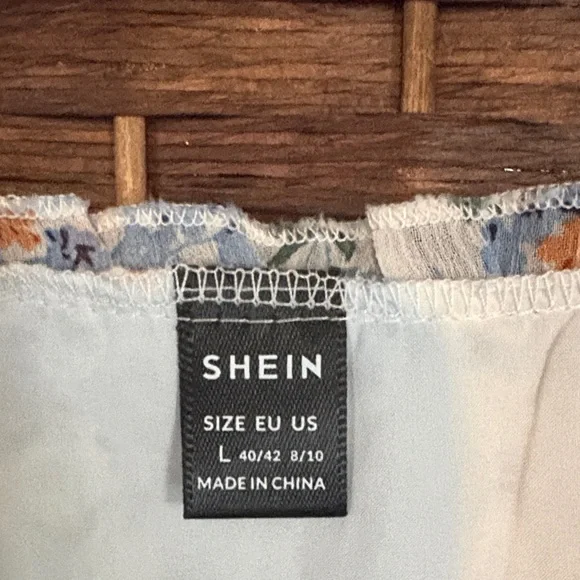 SHEIN
SIZE EU US
L 40/42 8/10
MADE IN CHINA